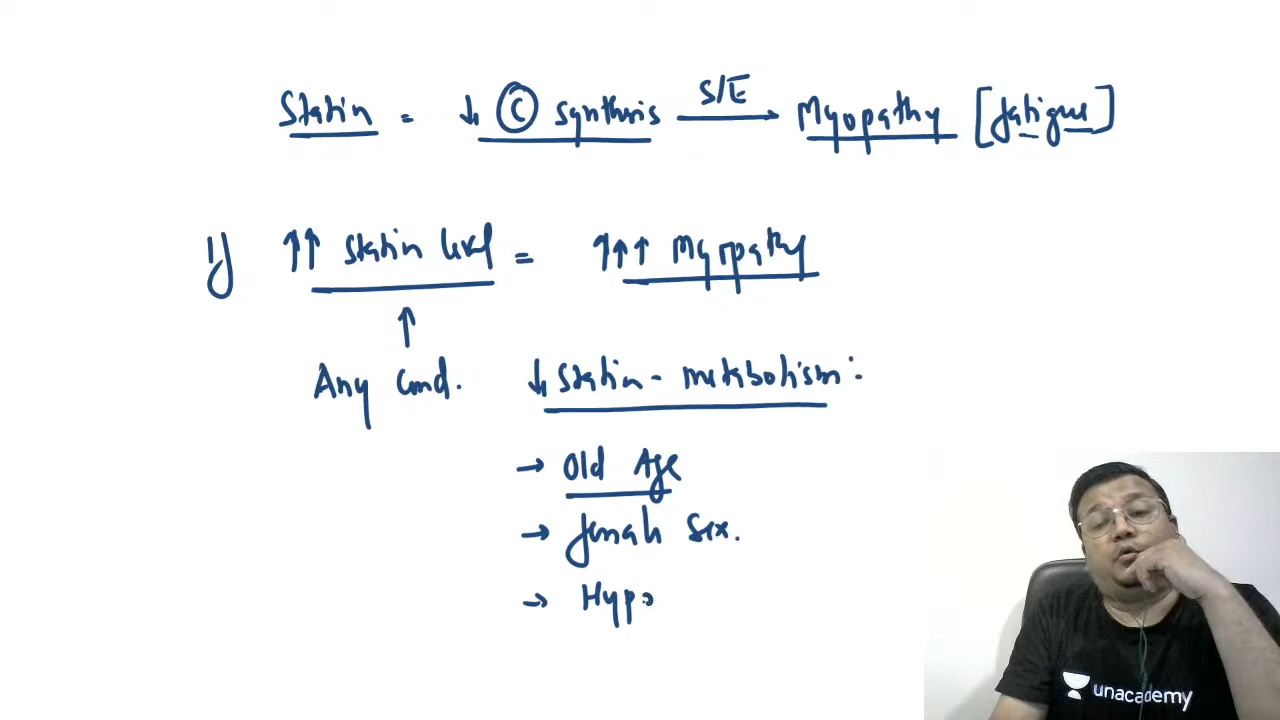 Statin = ↓ © synthesis S/E → Myopathy [fatigue]
If ↑↑ statin level = ↑↑↑ Myopathy
↑
Any cond. ↓ statin - metabolism:
→ Old Age
→ female sex.
→ Hypo
unacademy